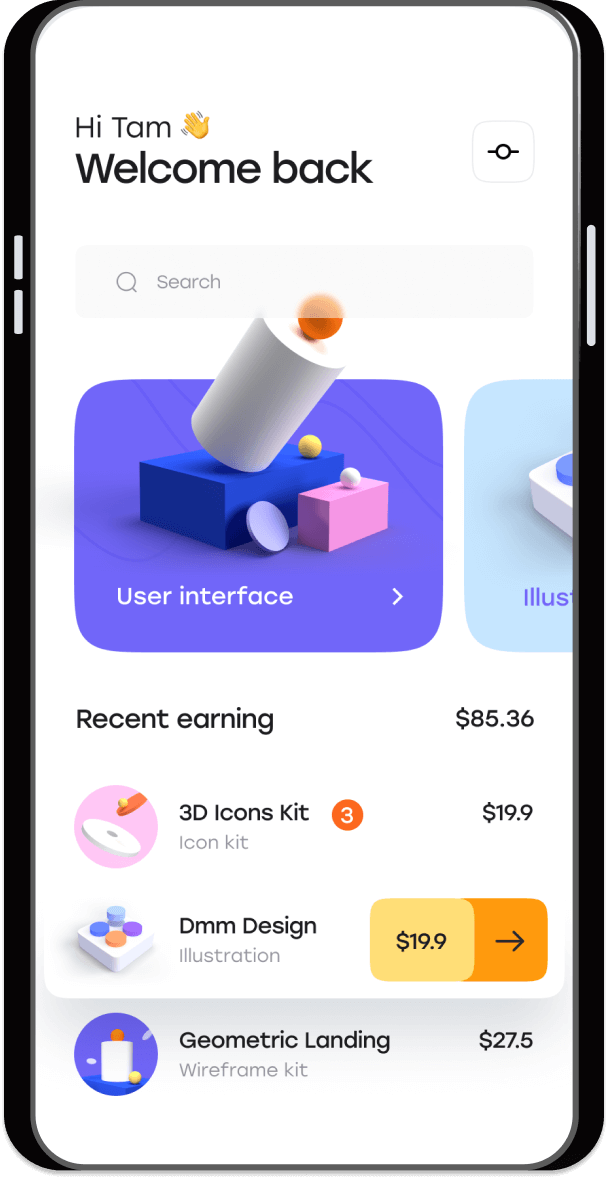 Hi Tam 👋
Welcome back
Search
User interface
Illust
Recent earning $85.36
3D Icons Kit 3 $19.9
Icon kit
Dmm Design $19.9
Illustration
Geometric Landing $27.5
Wireframe kit